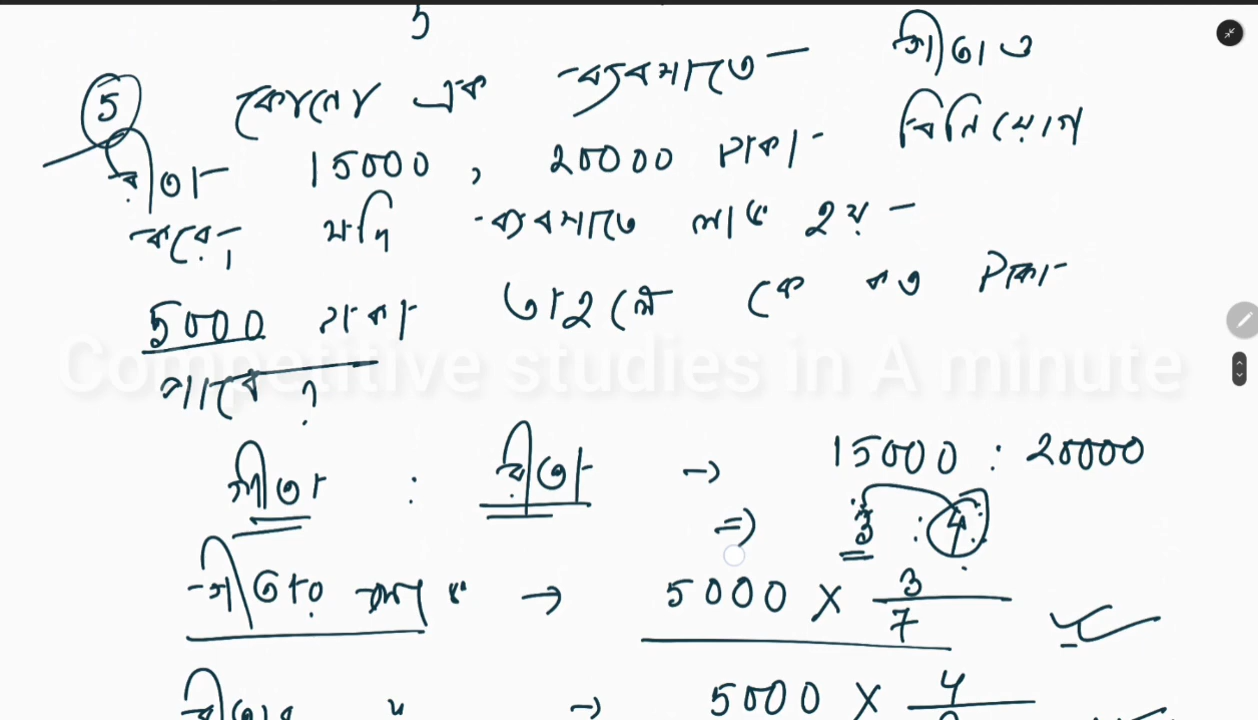 5
5 কোনো এক ব্যবসাতে সীতা ও
রীতা 15000, 20000 টাকা বিনিয়োগ
করে, যদি ব্যবসাতে লাভ হয়
5000 টাকা তাহলে কে কত টাকা
পাবে ?
Competitive studies in A minute
সীতা : রীতা → 15000 : 20000
⇒ 3 : 4
সীতার লাভ → 5000 × 3/7
রীতার " → 5000 × 4